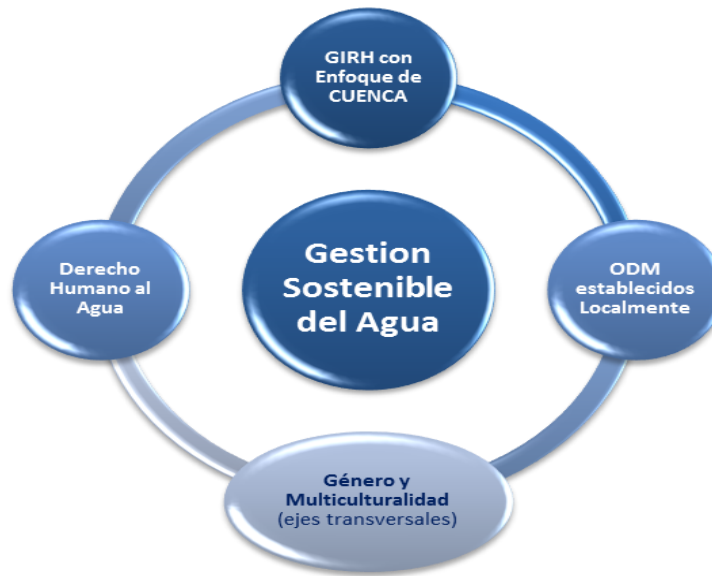 GIRH con
Enfoque de
CUENCA
Derecho
Humano al
Agua
Gestion
Sostenible
del Agua
ODM
establecidos
Localmente
Género y
Multiculturalidad
(ejes transversales)